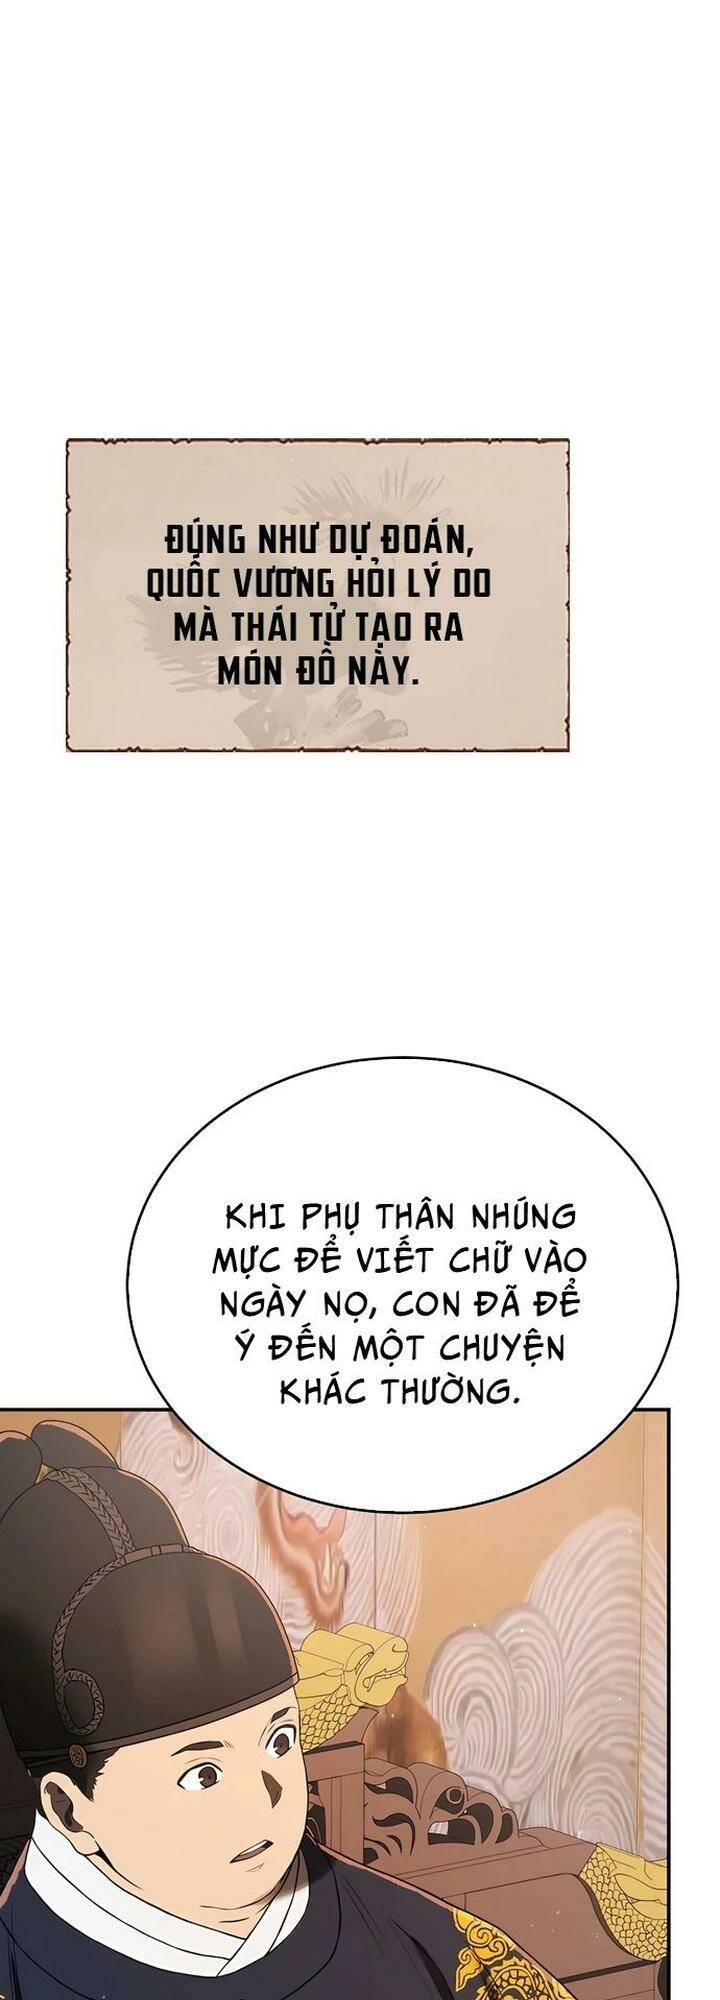 ĐÚNG NHƯ DỰ ĐOÁN,
QUỐC VƯƠNG HỎI LÝ DO
MÀ THÁI TỬ TẠO RA
MÓN ĐỒ NÀY.
KHI PHỤ THÂN NHÚNG
MỰC ĐỂ VIẾT CHỮ VÀO
NGÀY NỌ, CON ĐÃ ĐỂ
Ý ĐẾN MỘT CHUYỆN
KHÁC THƯỜNG.